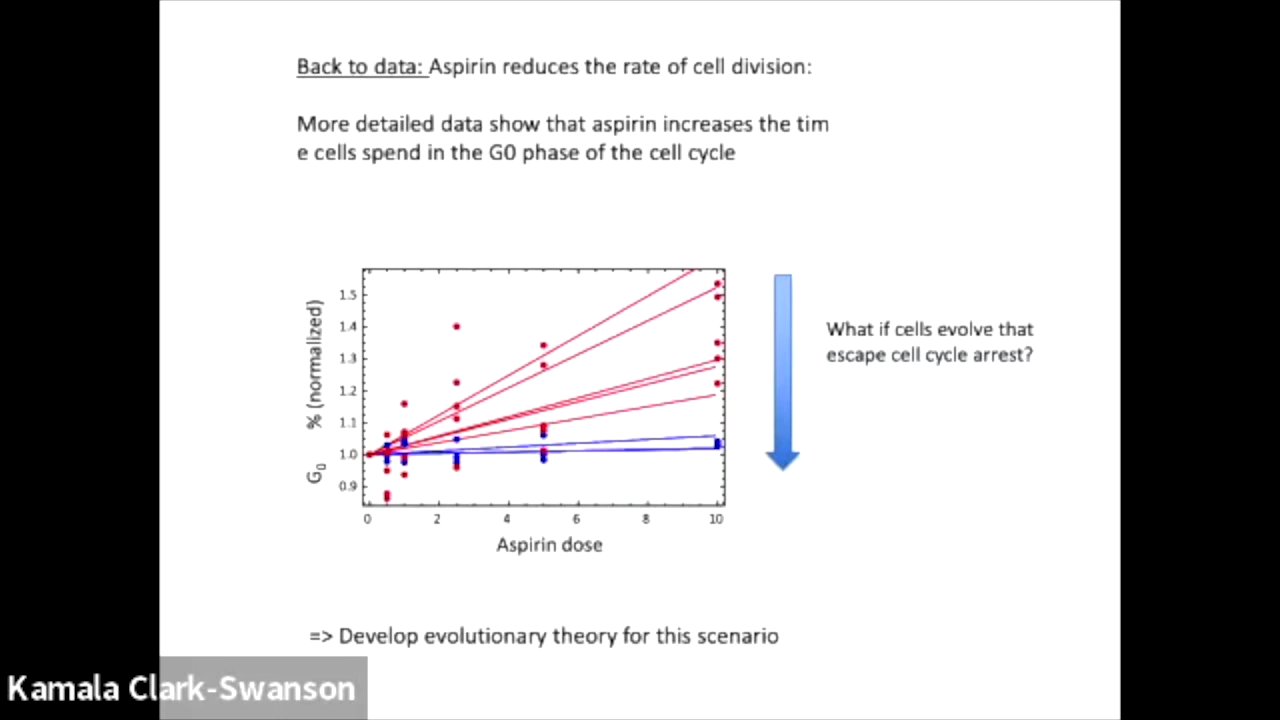 Back to data: Aspirin reduces the rate of cell division:
More detailed data show that aspirin increases the tim
e cells spend in the G0 phase of the cell cycle
1.5
1.4
1.3
1.2
1.1
1.0
0.9
G0 % (normalized)
0 2 4 6 8 10
Aspirin dose
What if cells evolve that
escape cell cycle arrest?
=> Develop evolutionary theory for this scenario
Kamala Clark-Swanson